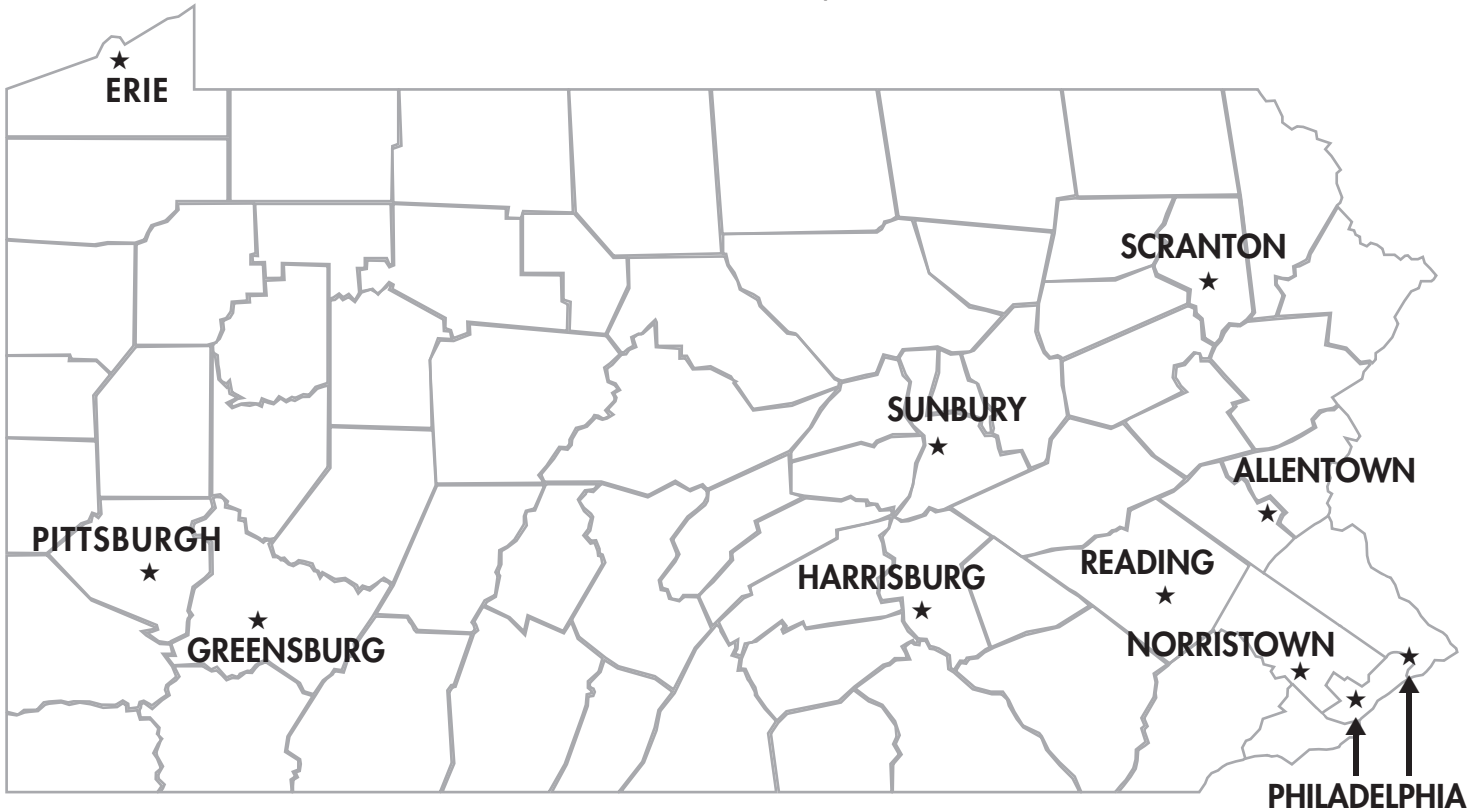 ERIE
SCRANTON
SUNBURY
ALLENTOWN
PITTSBURGH
READING
HARRISBURG
NORRISTOWN
GREENSBURG
PHILADELPHIA